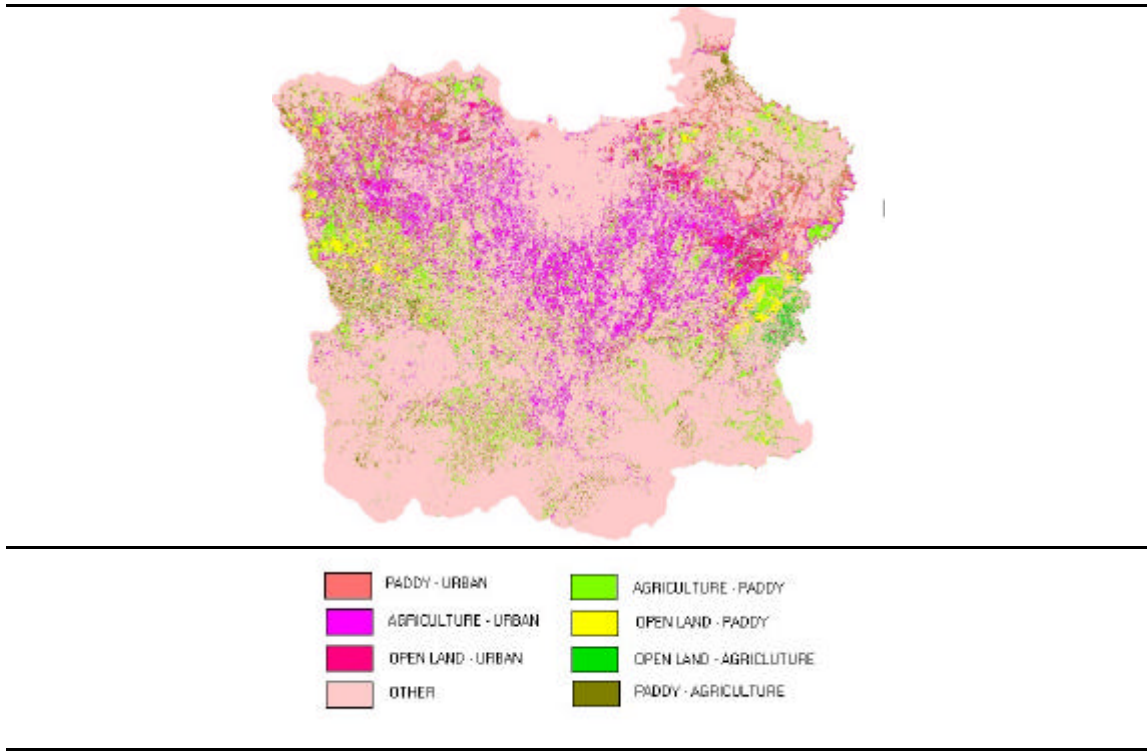 PADDY - URBAN
AGRICULTURE - URBAN
OPEN LAND - URBAN
OTHER
AGRICULTURE - PADDY
OPEN LAND - PADDY
OPEN LAND - AGRICLUTURE
PADDY - AGRICULTURE